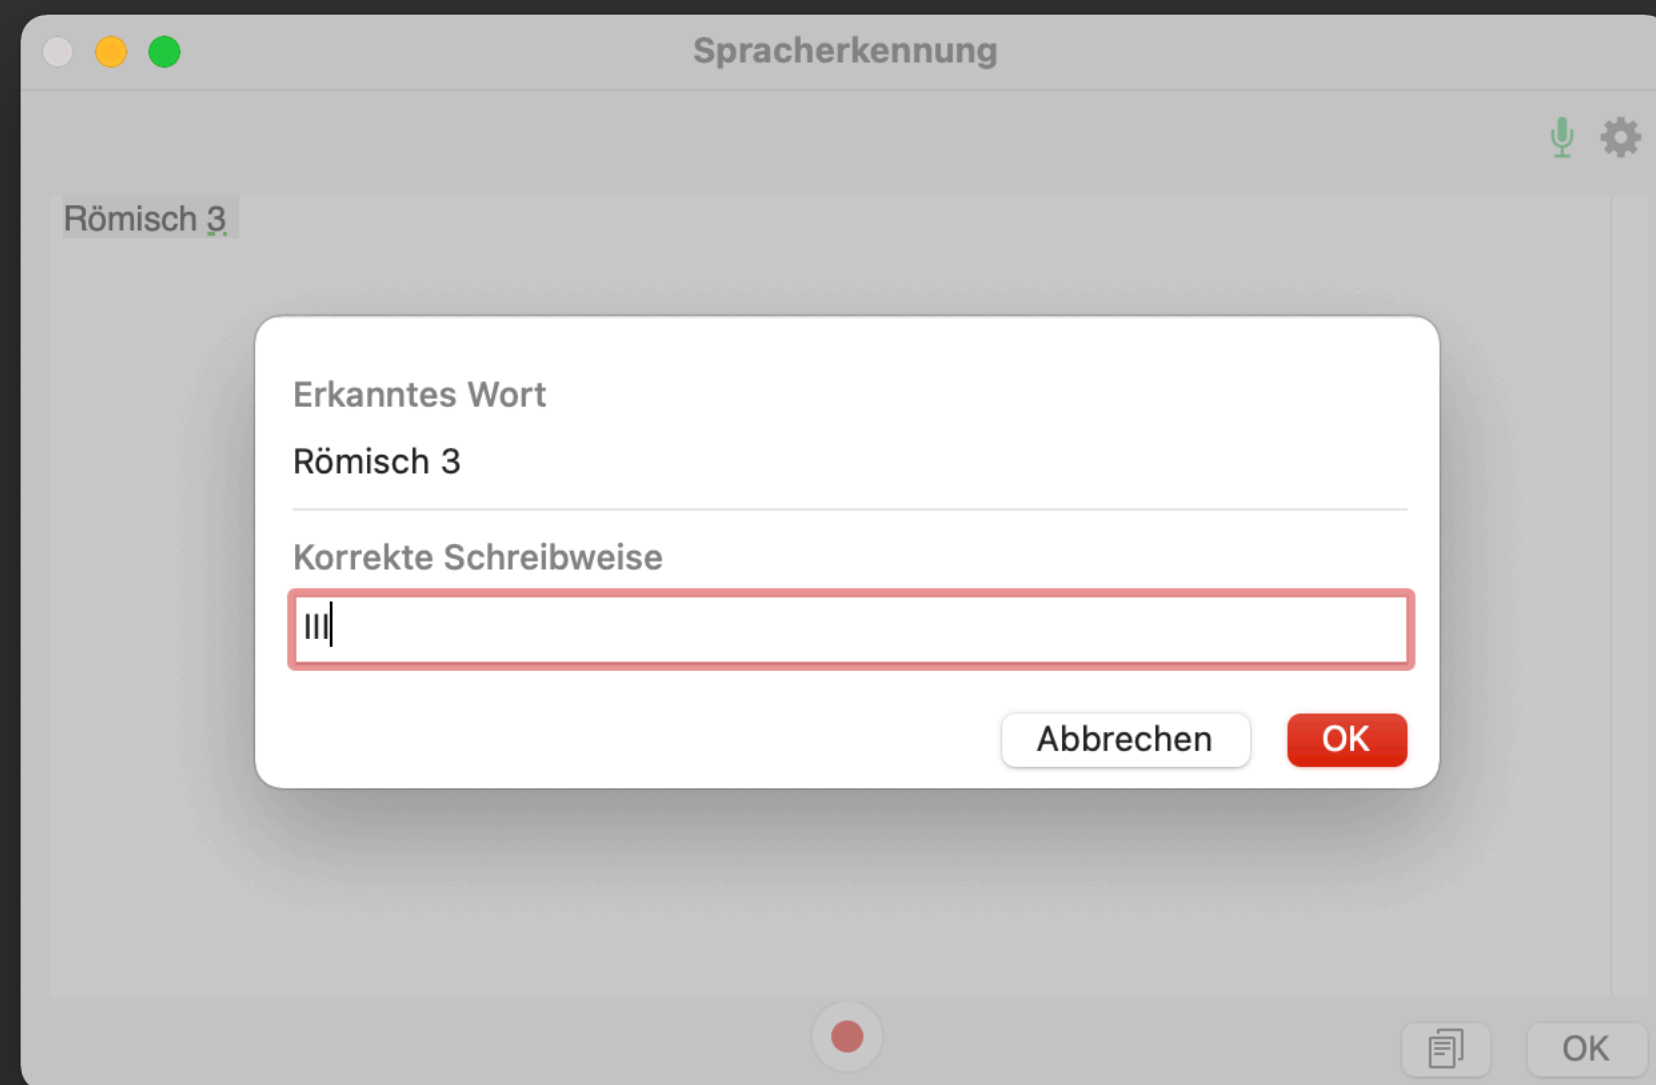 Spracherkennung
Römisch 3
Erkanntes Wort
Römisch 3
Korrekte Schreibweise
III
Abbrechen
OK
OK